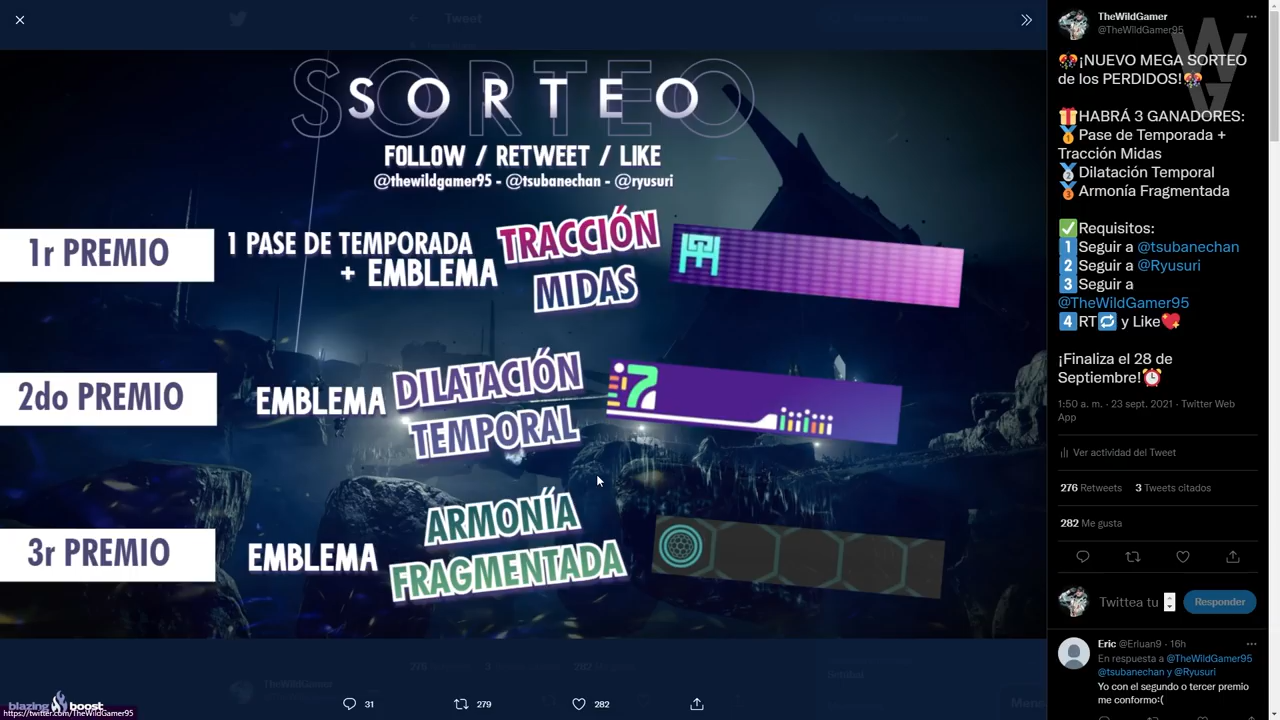 Tweet
SORTEO
SORTEO
FOLLOW / RETWEET / LIKE
@thewildgamer95 - @tsubanechan - @ryusuri
1r PREMIO
1 PASE DE TEMPORADA
+ EMBLEMA
TRACCIÓN
MIDAS
2do PREMIO
EMBLEMA
DILATACIÓN
TEMPORAL
3r PREMIO
EMBLEMA
ARMONÍA
FRAGMENTADA
TheWildGamer
31
279
282
blazing boost
https://twitter.com/TheWildGamer95
TheWildGamer
@TheWildGamer95
WG
¡NUEVO MEGA SORTEO
de los PERDIDOS!
HABRÁ 3 GANADORES:
🥇Pase de Temporada +
Tracción Midas
🥈Dilatación Temporal
🥉Armonía Fragmentada
✅Requisitos:
1 Seguir a @tsubanechan
2 Seguir a @Ryusuri
3 Seguir a
@TheWildGamer95
4 RT🔁 y Like💖
¡Finaliza el 28 de
Septiembre!⏰
1:50 a. m. · 23 sept. 2021 · Twitter Web
App
Ver actividad del Tweet
276 Retweets 3 Tweets citados
282 Me gusta
Twittea tu
Responder
Eric @Erluan9 · 16h
En respuesta a @TheWildGamer95
@tsubanechan y @Ryusuri
Yo con el segundo o tercer premio
me conformo:(